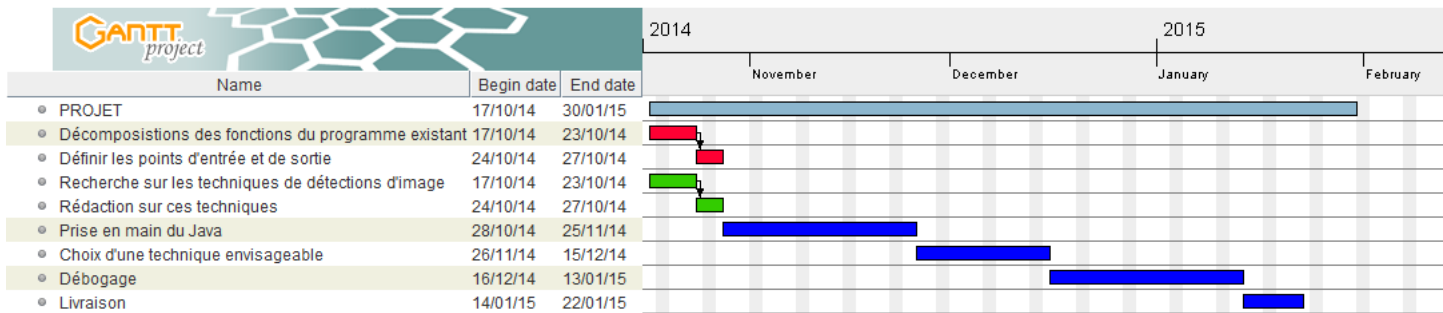 GANTT
project
2014 2015
November December January February
Name Begin date End date
PROJET 17/10/14 30/01/15
Décomposistions des fonctions du programme existant 17/10/14 23/10/14
Définir les points d'entrée et de sortie 24/10/14 27/10/14
Recherche sur les techniques de détections d'image 17/10/14 23/10/14
Rédaction sur ces techniques 24/10/14 27/10/14
Prise en main du Java 28/10/14 25/11/14
Choix d'une technique envisageable 26/11/14 15/12/14
Débogage 16/12/14 13/01/15
Livraison 14/01/15 22/01/15